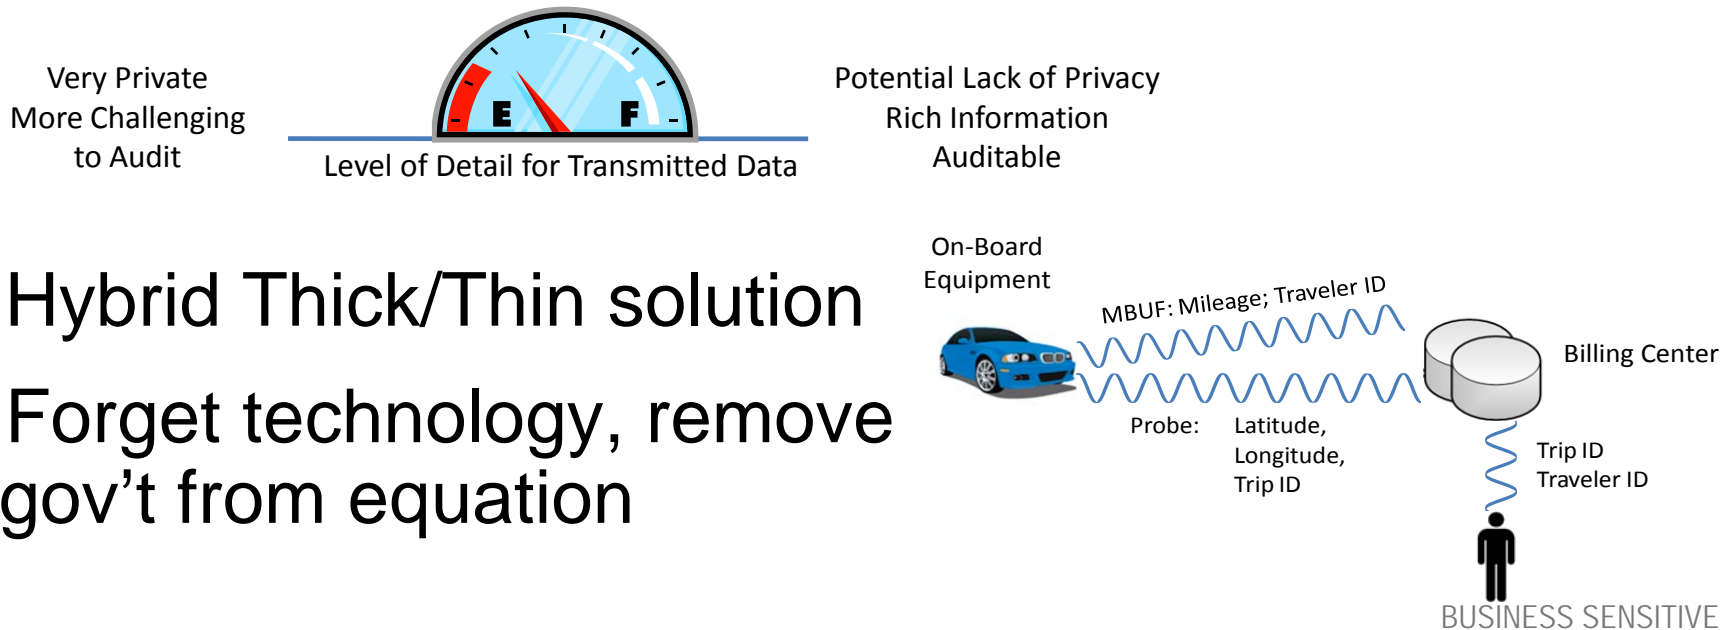 Very Private
More Challenging
to Audit
E F
Level of Detail for Transmitted Data
Potential Lack of Privacy
Rich Information
Auditable
Hybrid Thick/Thin solution
Forget technology, remove
gov’t from equation
On-Board
Equipment
MBUF: Mileage; Traveler ID
Billing Center
Probe: Latitude,
Longitude,
Trip ID
Trip ID
Traveler ID
BUSINESS SENSITIVE